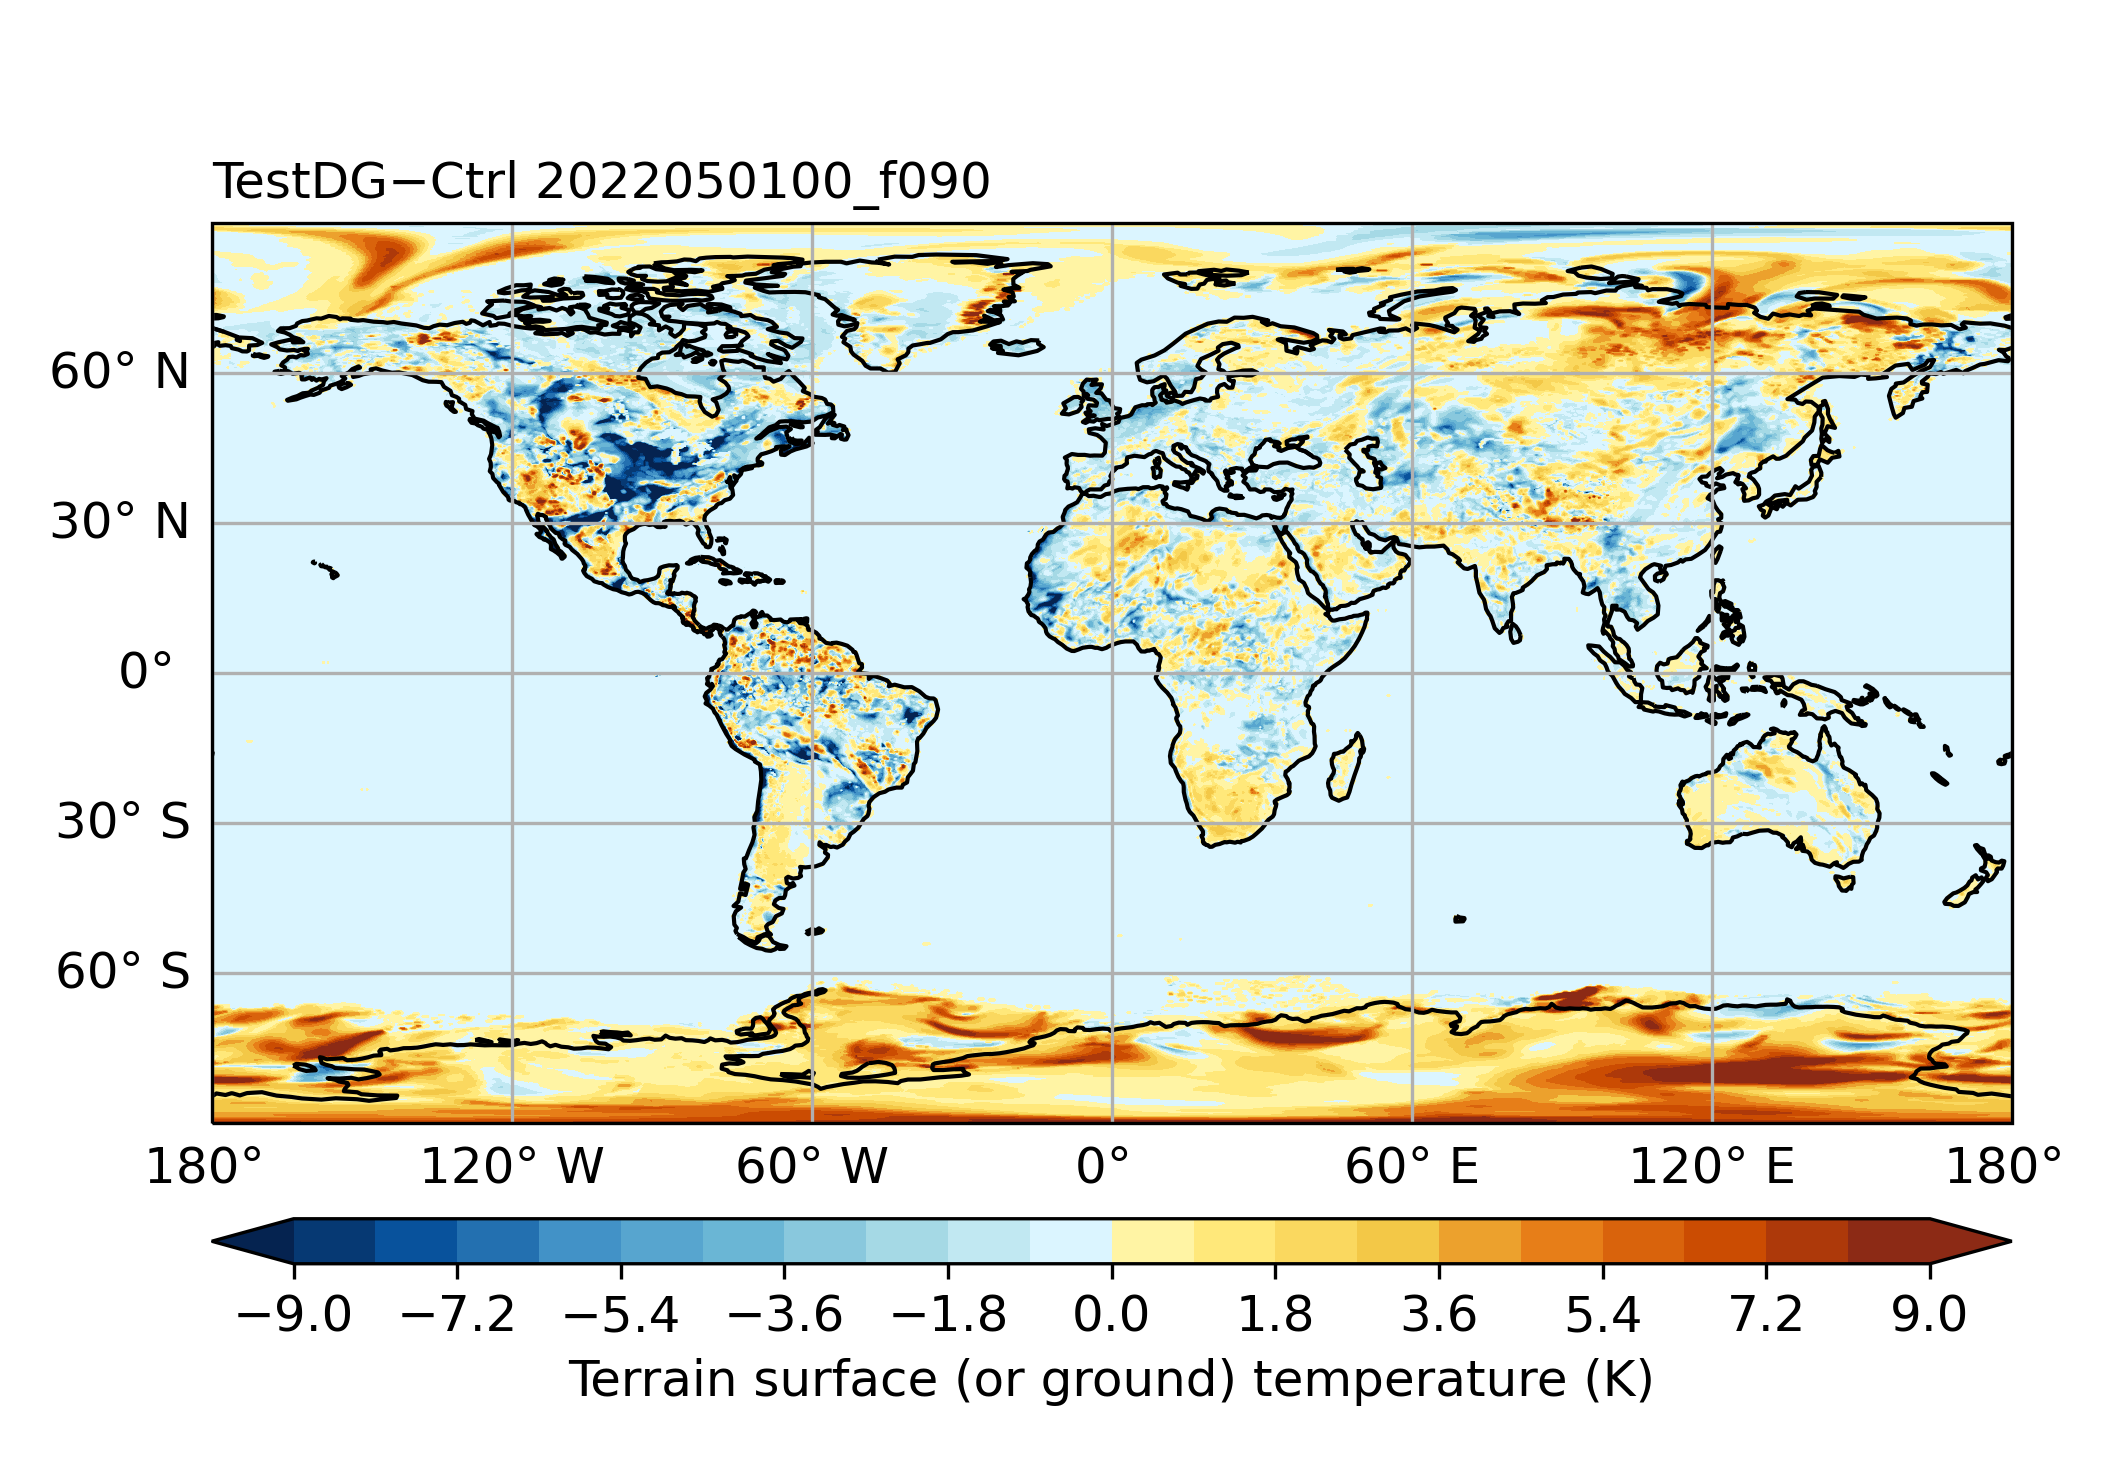 TestDG−Ctrl 2022050100_f090
60° N
30° N
0°
30° S
60° S
180° 120° W 60° W 0° 60° E 120° E 180°
−9.0 −7.2 −5.4 −3.6 −1.8 0.0 1.8 3.6 5.4 7.2 9.0
Terrain surface (or ground) temperature (K)